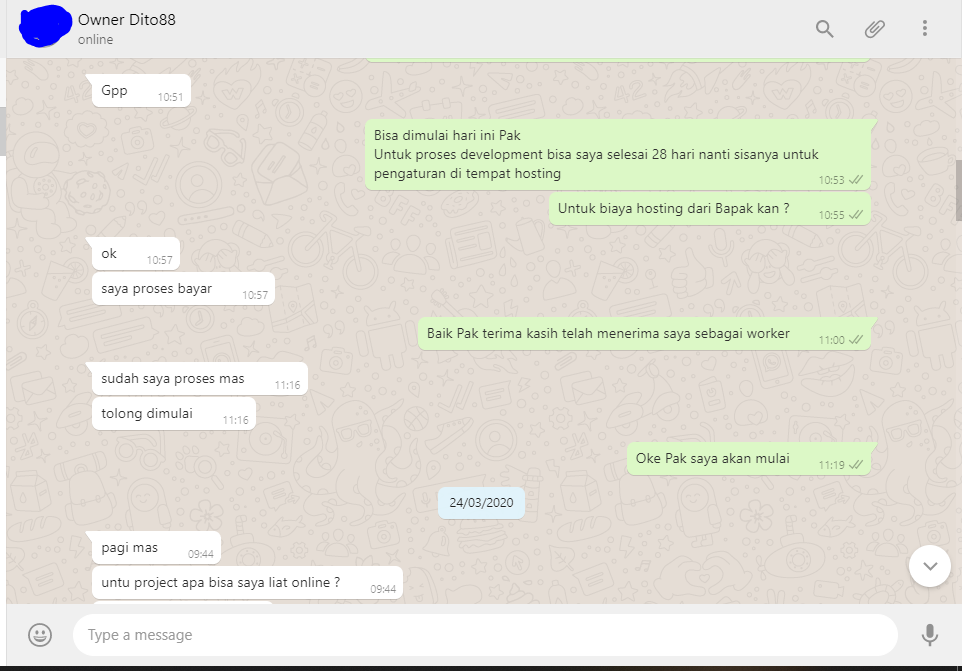 Owner Dito88
online
Gpp
10:51
Bisa dimulai hari ini Pak
Untuk proses development bisa saya selesai 28 hari nanti sisanya untuk
pengaturan di tempat hosting
10:53
Untuk biaya hosting dari Bapak kan ?
10:55
ok
10:57
saya proses bayar
10:57
Baik Pak terima kasih telah menerima saya sebagai worker
11:00
sudah saya proses mas
11:16
tolong dimulai
11:16
Oke Pak saya akan mulai
11:19
24/03/2020
pagi mas
09:44
untu project apa bisa saya liat online ?
09:44
Type a message